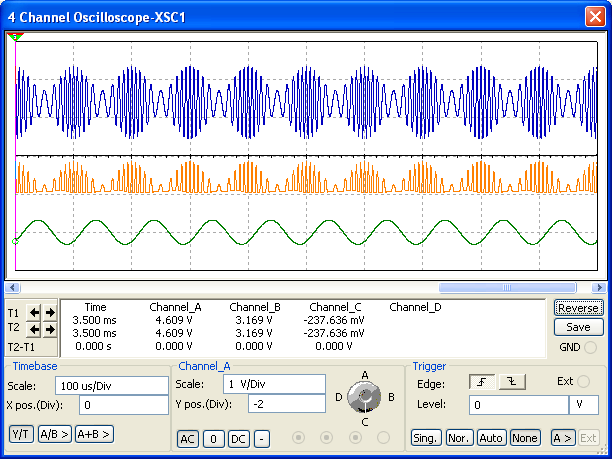 4 Channel Oscilloscope-XSC1
Time Channel_A Channel_B Channel_C Channel_D
T1 3.500 ms 4.609 V 3.169 V -237.636 mV
T2 3.500 ms 4.609 V 3.169 V -237.636 mV
T2-T1 0.000 s 0.000 V 0.000 V 0.000 V
Reverse
Save
GND
Timebase
Scale: 100 us/Div
X pos.(Div): 0
Y/T A/B > A+B >
Channel_A
Scale: 1 V/Div
Y pos.(Div): -2
AC 0 DC -
A
D B
C
Trigger
Edge: Ext
Level: 0 V
Sing. Nor. Auto None A > Ext